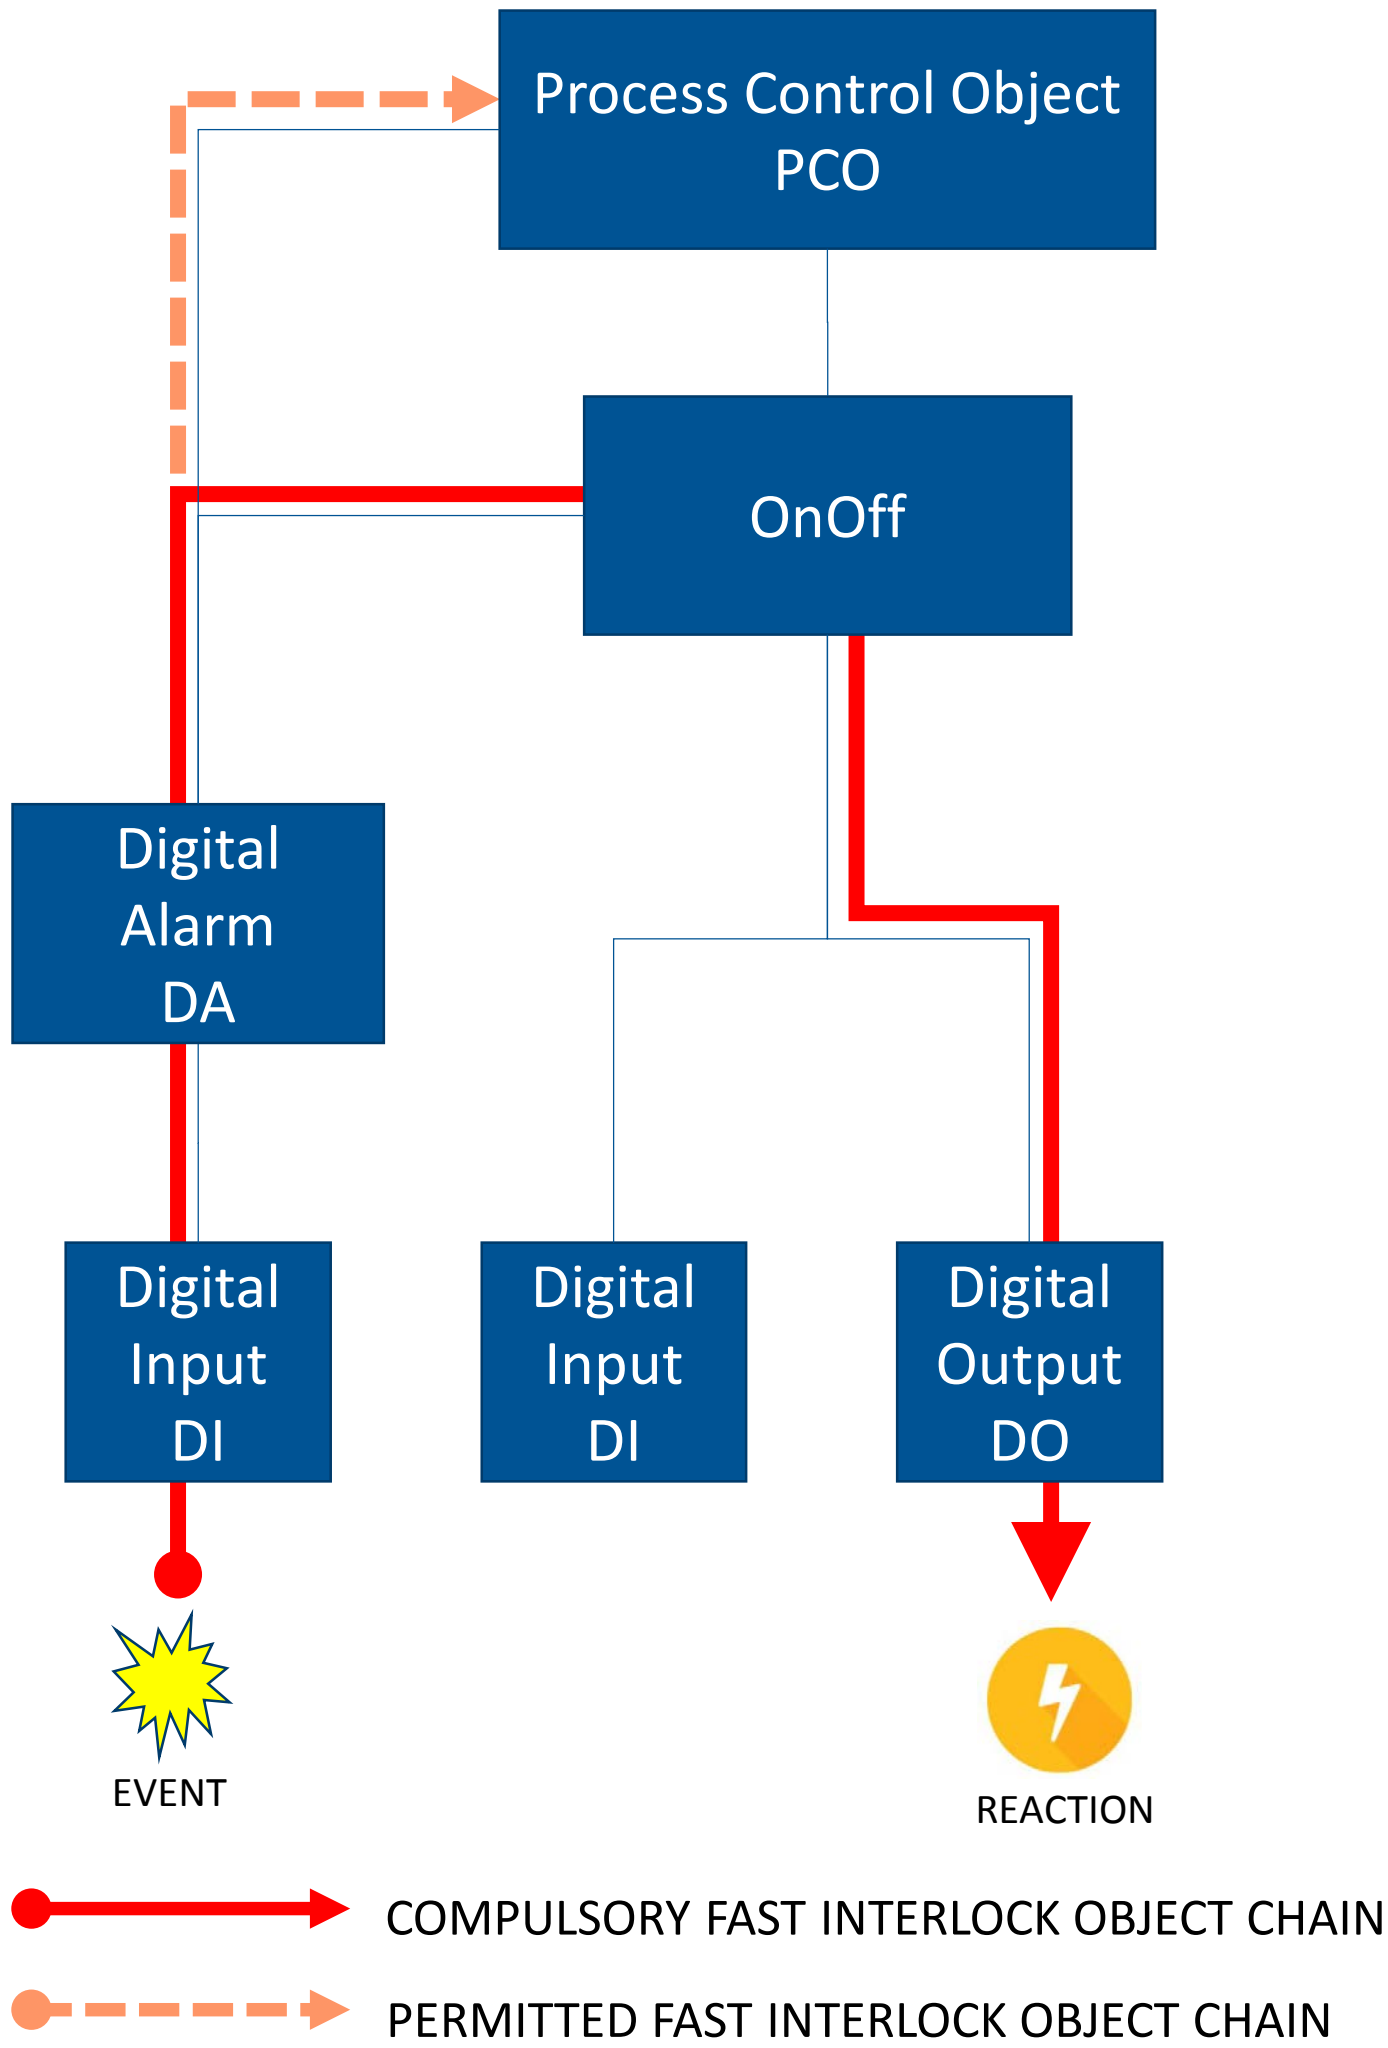 Process Control Object
PCO
OnOff
Digital
Alarm
DA
Digital
Input
DI
Digital
Input
DI
Digital
Output
DO
EVENT
REACTION
COMPULSORY FAST INTERLOCK OBJECT CHAIN
PERMITTED FAST INTERLOCK OBJECT CHAIN